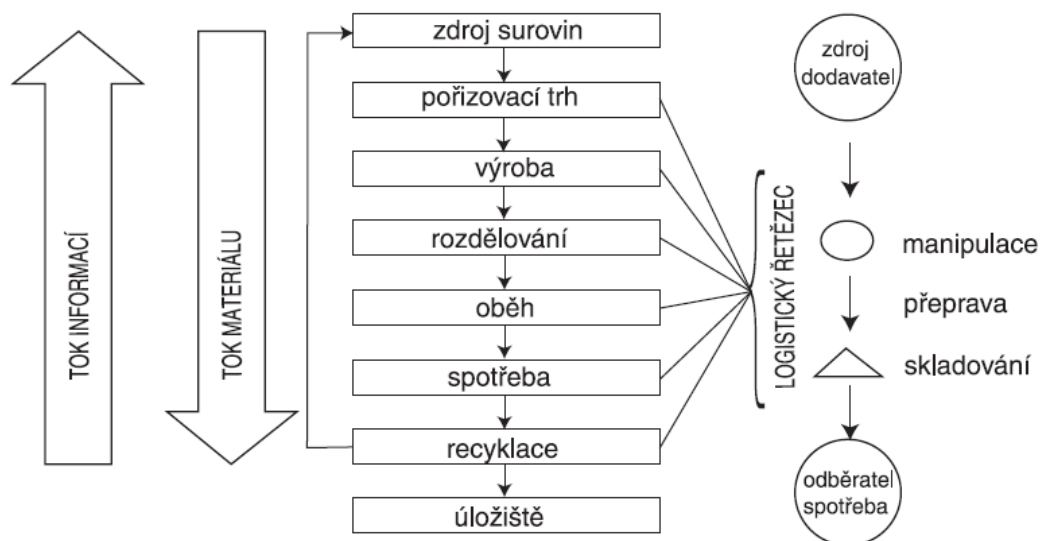 TOK INFORMACÍ
TOK MATERIÁLU
zdroj surovin
pořizovací trh
výroba
rozdělování
oběh
spotřeba
recyklace
úložiště
LOGISTICKÝ ŘETĚZEC
zdroj
dodavatel
manipulace
přeprava
skladování
odběratel
spotřeba